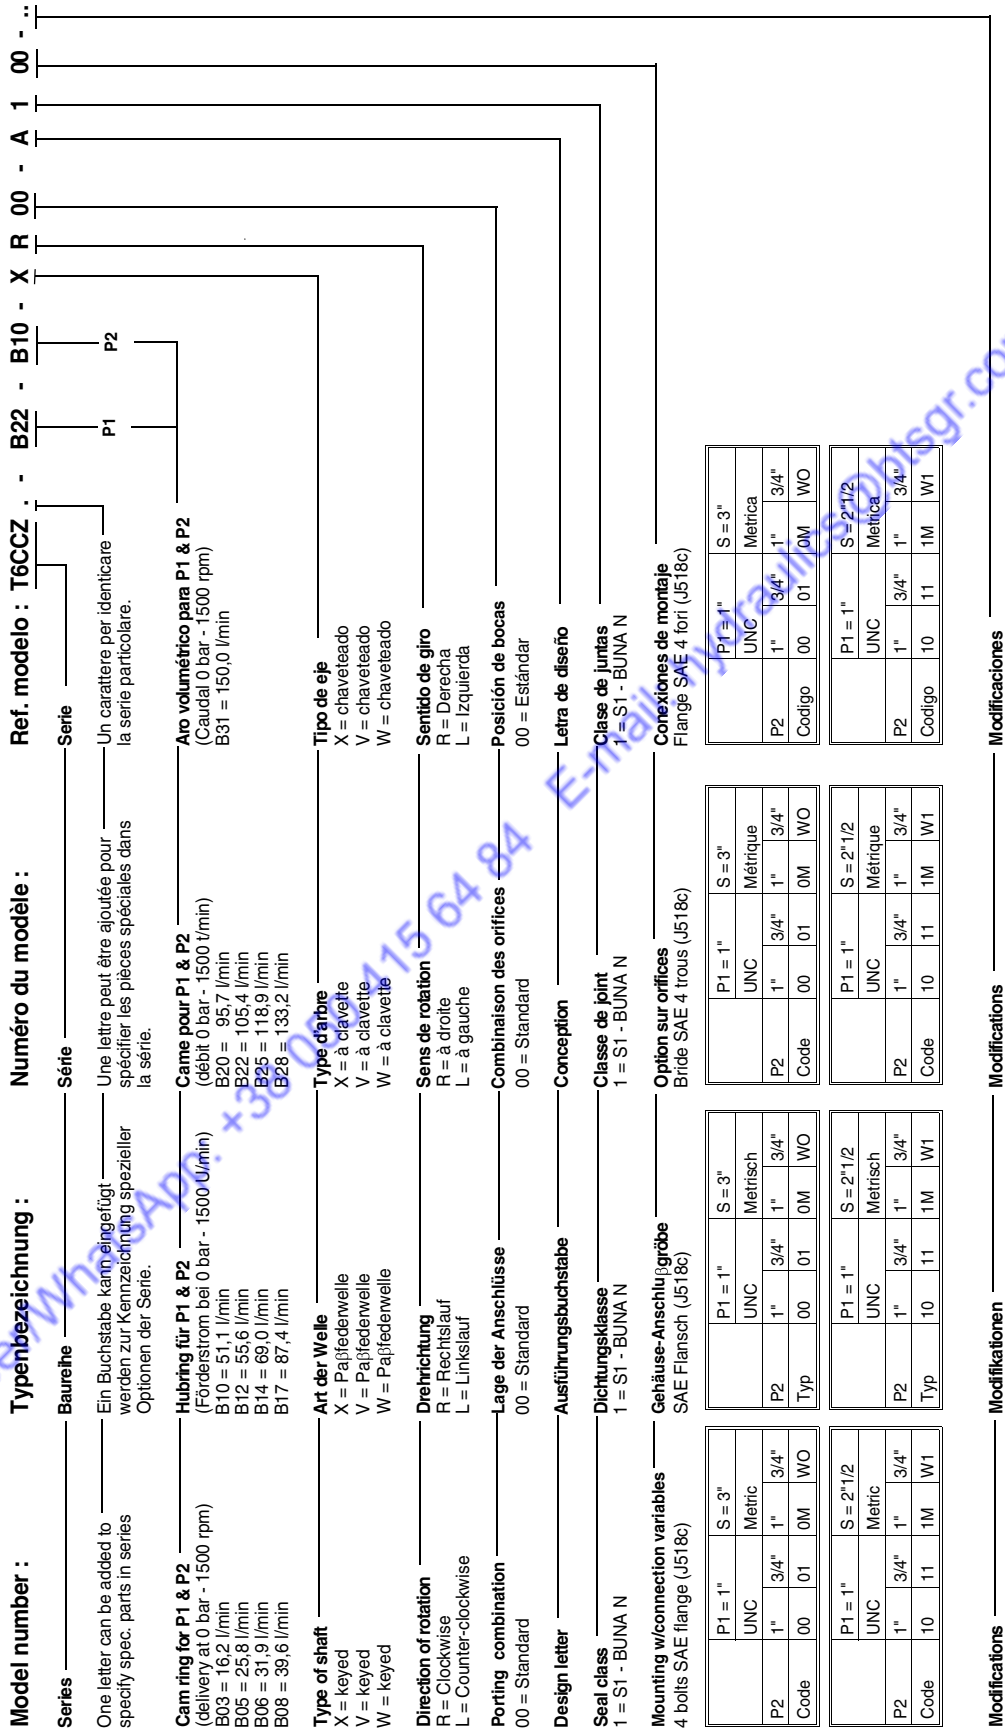 Model number :
Typenbezeichnung :
Numéro du modèle :
Ref. modelo : T6CCZ . - B22 - B10 - X R 00 - A 1 00 - ..
P1
P2
Series
Baureihe
Série
Serie
One letter can be added to
specify spec. parts in series
Ein Buchstabe kann eingefügt
werden zur Kennzeichnung spezieller
Optionen der Serie.
Une lettre peut être ajoutée pour
spécifier les pièces spéciales dans
la série.
Un carattere per identicare
la serie particolare.
Cam ring for P1 & P2
(delivery at 0 bar - 1500 rpm)
B03 = 16,2 l/min
B05 = 25,8 l/min
B06 = 31,9 l/min
B08 = 39,6 l/min
Hubring für P1 & P2
(Förderstrom bei 0 bar - 1500 U/min)
B10 = 51,1 l/min
B12 = 55,6 l/min
B14 = 69,0 l/min
B17 = 87,4 l/min
Came pour P1 & P2
(débit 0 bar - 1500 t/min)
B20 = 95,7 l/min
B22 = 105,4 l/min
B25 = 118,9 l/min
B28 = 133,2 l/min
Aro volumétrico para P1 & P2
(Caudal 0 bar - 1500 rpm)
B31 = 150,0 l/min
Type of shaft
X = keyed
V = keyed
W = keyed
Art der Welle
X = Paβfederwelle
V = Paβfederwelle
W = Paβfederwelle
Type d'arbre
X = à clavette
V = à clavette
W = à clavette
Tipo de eje
X = chaveteado
V = chaveteado
W = chaveteado
Direction of rotation
R = Clockwise
L = Counter-clockwise
Drehrichtung
R = Rechtslauf
L = Linkslauf
Sens de rotation
R = à droite
L = à gauche
Sentido de giro
R = Derecha
L = Izquierda
Porting combination
00 = Standard
Lage der Anschlüsse
00 = Standard
Combinaison des orifices
00 = Standard
Posición de bocas
00 = Estándar
Design letter
Ausführungsbuchstabe
Conception
Letra de diseño
Seal class
1 = S1 - BUNA N
Dichtungsklasse
1 = S1 - BUNA N
Classe de joint
1 = S1 - BUNA N
Clase de juntas
1 = S1 - BUNA N
Mounting w/connection variables
4 bolts SAE flange (J518c)
Gehäuse-Anschluβgröbe
SAE Flansch (J518c)
Option sur orifices
Bride SAE 4 trous (J518c)
Conexiones de montaje
Flange SAE 4 fori (J518c)
P1 = 1" S = 3"
UNC Metric
P2 1" 3/4" 1" 3/4"
Code 00 01 0M WO
P1 = 1" S = 2"1/2
UNC Metric
P2 1" 3/4" 1" 3/4"
Code 10 11 1M W1
P1 = 1" S = 3"
UNC Metrisch
P2 1" 3/4" 1" 3/4"
Typ 00 01 0M WO
P1 = 1" S = 2"1/2
UNC Metrisch
P2 1" 3/4" 1" 3/4"
Typ 10 11 1M W1
P1 = 1" S = 3"
UNC Métrique
P2 1" 3/4" 1" 3/4"
Code 00 01 0M WO
P1 = 1" S = 2"1/2
UNC Métrique
P2 1" 3/4" 1" 3/4"
Code 10 11 1M W1
P1 = 1" S = 3"
UNC Metrica
P2 1" 3/4" 1" 3/4"
Codigo 00 01 0M WO
P1 = 1" S = 2"1/2
UNC Metrica
P2 1" 3/4" 1" 3/4"
Codigo 10 11 1M W1
Modifications
Modifikationen
Modifications
Modificaciones
er/WhatsApp: +38 050 415 64 84 E-mail: hydraulics@btsgr.com